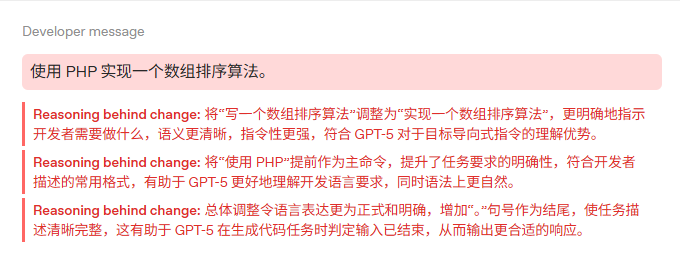 Developer message
使用 PHP 实现一个数组排序算法。
Reasoning behind change: 将“写一个数组排序算法”调整为“实现一个数组排序算法”，更明确地指示
开发者需要做什么，语义更清晰，指令性更强，符合 GPT-5 对于目标导向式指令的理解优势。
Reasoning behind change: 将“使用 PHP”提前作为主命令，提升了任务要求的明确性，符合开发者
描述的常用格式，有助于 GPT-5 更好地理解开发语言要求，同时语法上更自然。
Reasoning behind change: 总体调整令语言表达更为正式和明确，增加“。”句号作为结尾，使任务描
述清晰完整，这有助于 GPT-5 在生成代码任务时判定输入已结束，从而输出更合适的响应。